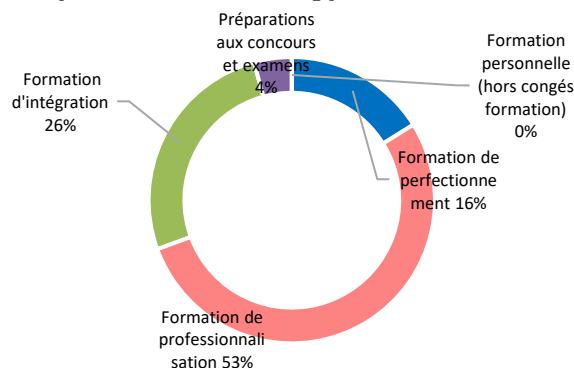 Préparations
aux concours
et examens
4%
Formation
personnelle
(hors congés
formation)
0%
Formation
d'intégration
26%
Formation de
perfectionne
ment 16%
Formation de
professionnali
sation 53%